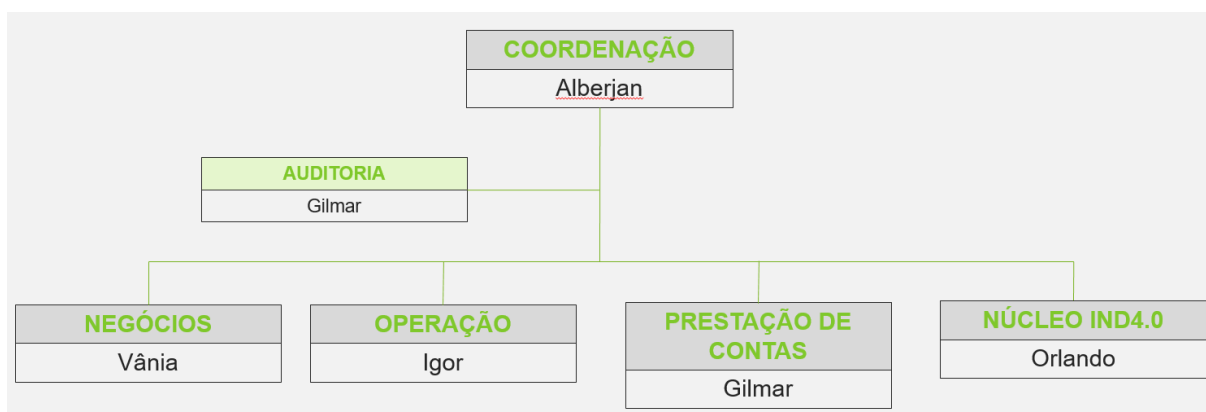 COORDENAÇÃO
Alberjan
AUDITORIA
Gilmar
NEGÓCIOS
Vânia
OPERAÇÃO
Igor
PRESTAÇÃO DE
CONTAS
Gilmar
NÚCLEO IND4.0
Orlando